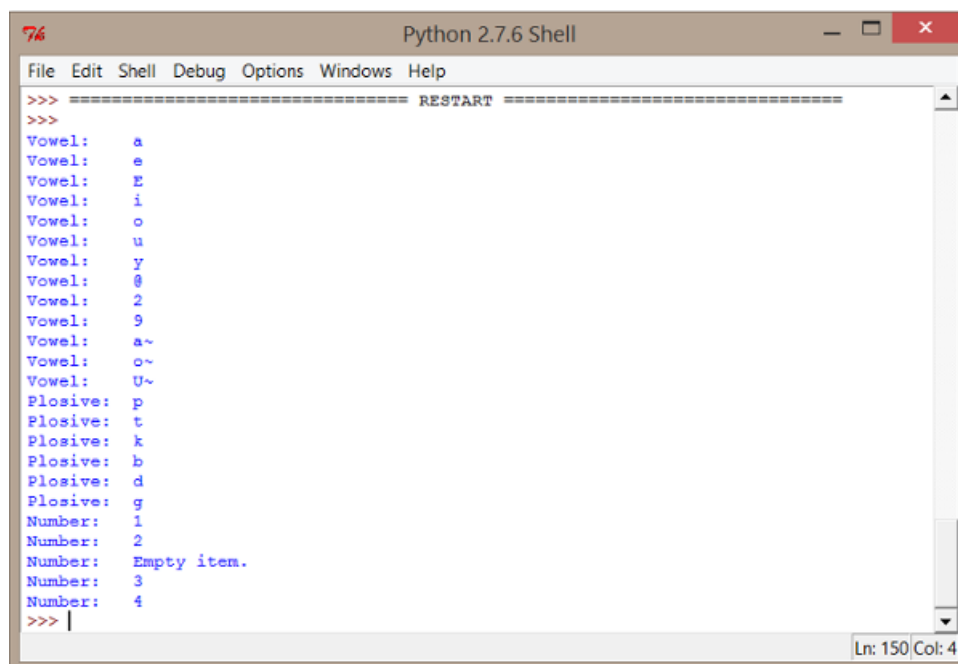 Python 2.7.6 Shell
File Edit Shell Debug Options Windows Help
>>> ================================ RESTART ================================
>>>
Vowel: a
Vowel: e
Vowel: E
Vowel: i
Vowel: o
Vowel: u
Vowel: y
Vowel: @
Vowel: 2
Vowel: 9
Vowel: a~
Vowel: o~
Vowel: U~
Plosive: p
Plosive: t
Plosive: k
Plosive: b
Plosive: d
Plosive: g
Number: 1
Number: 2
Number: Empty item.
Number: 3
Number: 4
>>>
Ln: 150 Col: 4